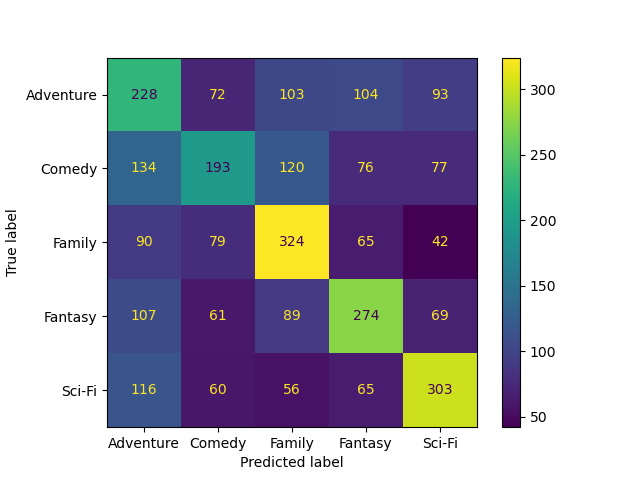 Adventure 228 72 103 104 93
Comedy 134 193 120 76 77
Family 90 79 324 65 42
Fantasy 107 61 89 274 69
Sci-Fi 116 60 56 65 303
Adventure Comedy Family Fantasy Sci-Fi
Predicted label
True label
300
250
200
150
100
50